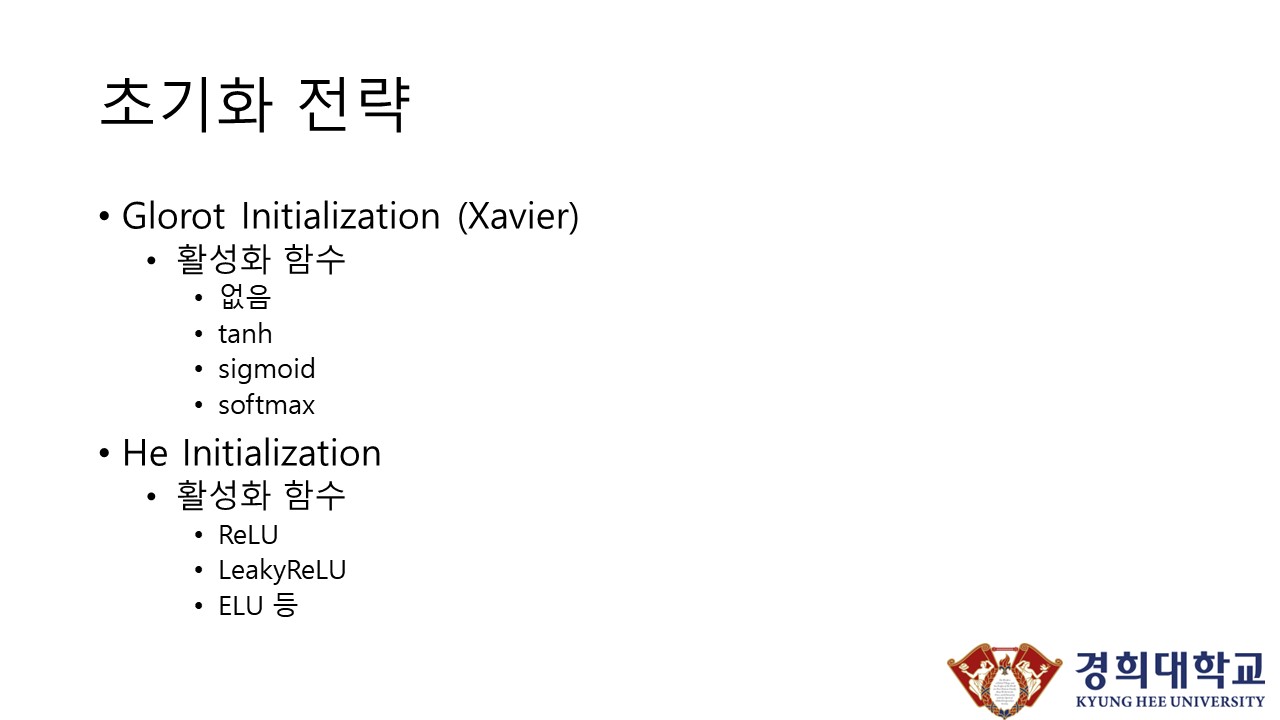 초기화 전략
• Glorot Initialization (Xavier)
• 활성화 함수
• 없음
• tanh
• sigmoid
• softmax
• He Initialization
• 활성화 함수
• ReLU
• LeakyReLU
• ELU 등
경희대학교
KYUNG HEE UNIVERSITY